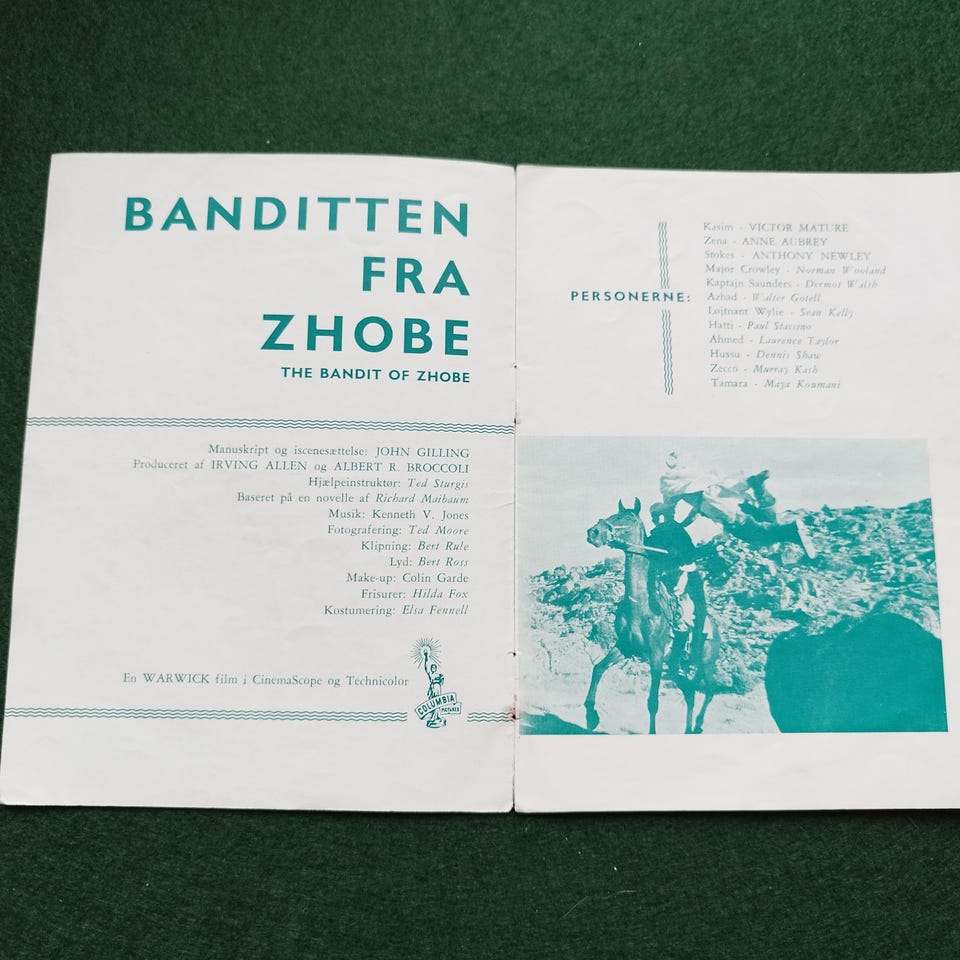 BANDITTEN
FRA
ZHOBE
THE BANDIT OF ZHOBE
Manuskript og iscenesættelse: JOHN GILLING
Produceret af IRVING ALLEN og ALBERT R. BROCCOLI
Hjælpeinstruktør: Ted Sturgis
Baseret på en novelle af Richard Maibaum
Musik: Kenneth V. Jones
Fotografering: Ted Moore
Klipning: Bert Rule
Lyd: Bert Ross
Make-up: Colin Garde
Frisurer: Hilda Fox
Kostumering: Elsa Fennell
En WARWICK film i CinemaScope og Technicolor
COLUMBIA
PICTURES
PERSONERNE:
Kasim - VICTOR MATURE
Zena - ANNE AUBREY
Stokes - ANTHONY NEWLEY
Major Crowley - Norman Wooland
Kaptajn Saunders - Dermot Walsh
Azhad - Walter Gotell
Løjtnant Wylie - Sean Kelly
Hatti - Paul Stassino
Ahmed - Laurence Taylor
Hussu - Dennis Shaw
Zecco - Murray Kash
Tamara - Maya Koumani